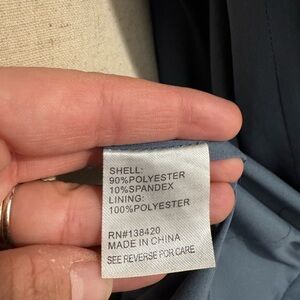 SHELL:
90%POLYESTER
10%SPANDEX
LINING:
100%POLYESTER
RN#138420
MADE IN CHINA
SEE REVERSE FOR CARE